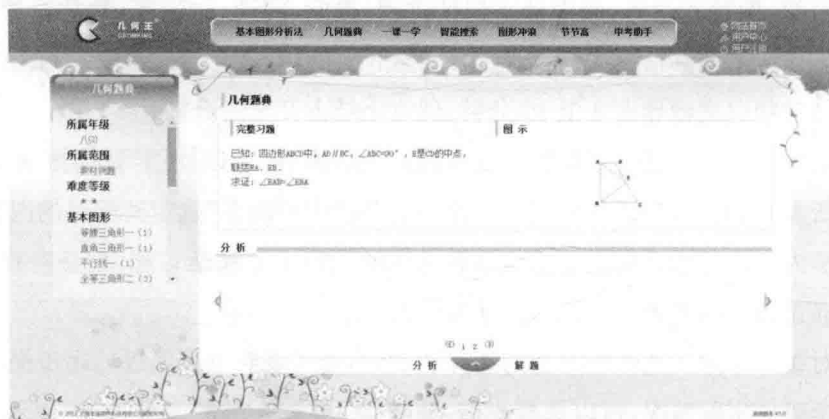 几何王
基本图形分析法 几何题典 一课一学 智能搜索 图形冲浪 节节高 中考助手
几何题典
所属年级
八(2)
所属范围
教材例题
难度等级
★★
基本图形
等腰三角形一（1）
直角三角形一（1）
平行线一（1）
全等三角形二（3）
几何题典
完整习题
图 示
已知：四边形ABCD中，AD∥BC，∠ABC=90°，E是CD的中点，
联结EA、EB。
求证：∠EAB=∠EBA
A
D
E
B
C
分 析
1 2
分 析
解 题